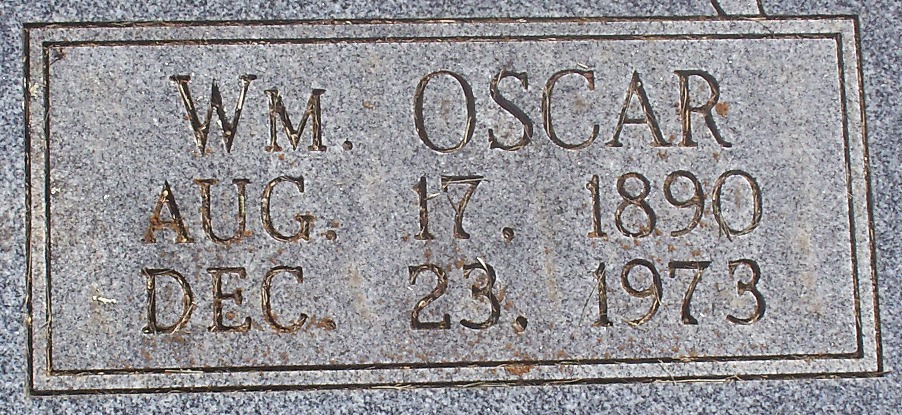 WM. OSCAR
AUG. 17, 1890
DEC. 23, 1973